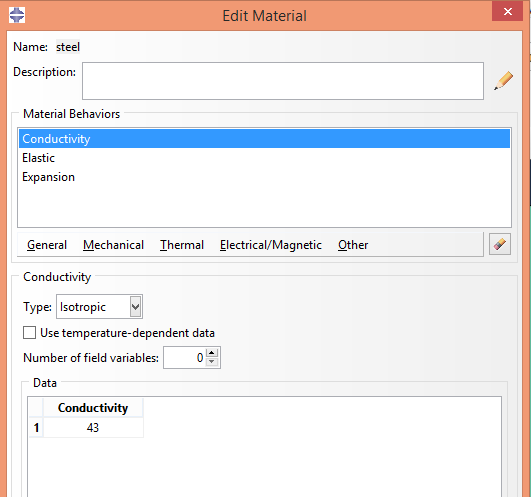 Edit Material
Name: steel
Description:
Material Behaviors
Conductivity
Elastic
Expansion
General Mechanical Thermal Electrical/Magnetic Other
Conductivity
Type: Isotropic
Use temperature-dependent data
Number of field variables: 0
Data
Conductivity
1 43